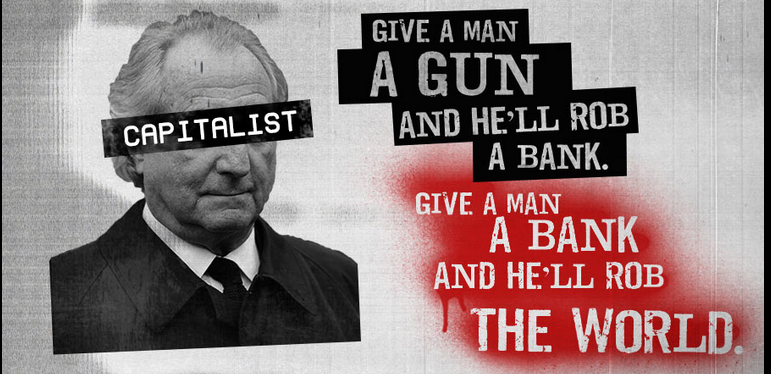 CAPITALIST
GIVE A MAN
A GUN
AND HE'LL ROB
A BANK.
GIVE A MAN
A BANK
AND HE'LL ROB
THE WORLD.